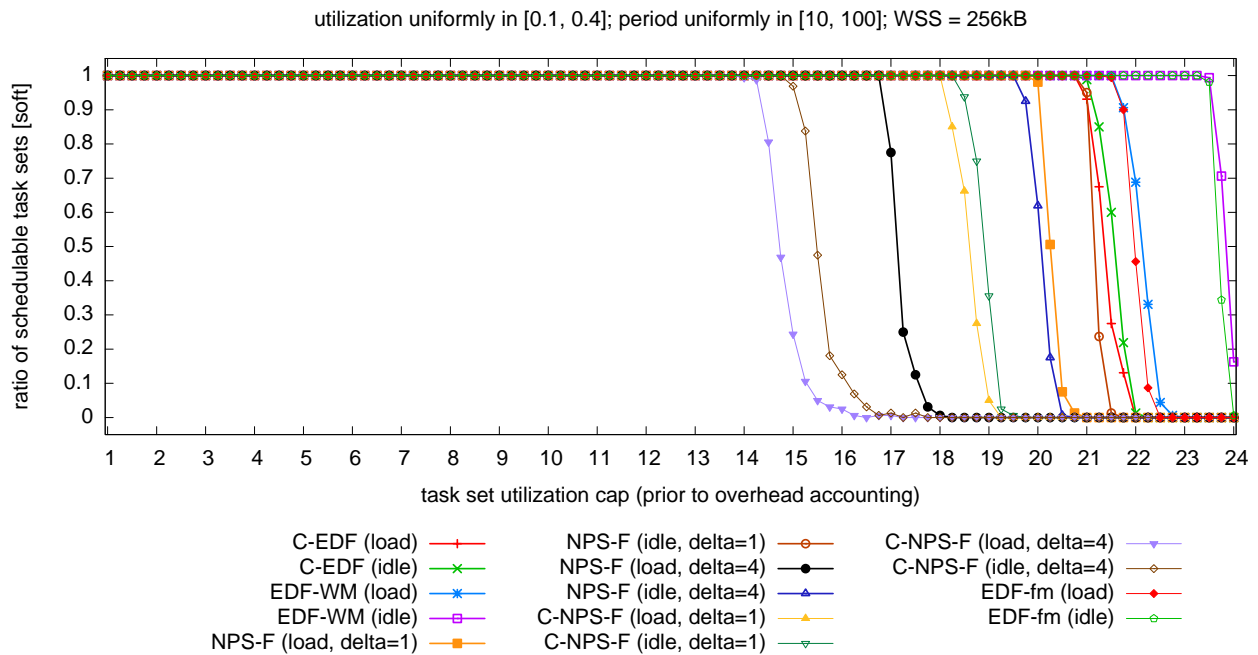 utilization uniformly in [0.1, 0.4]; period uniformly in [10, 100]; WSS = 256kB
ratio of schedulable task sets [soft]
1
0.9
0.8
0.7
0.6
0.5
0.4
0.3
0.2
0.1
0
1 2 3 4 5 6 7 8 9 10 11 12 13 14 15 16 17 18 19 20 21 22 23 24
task set utilization cap (prior to overhead accounting)
C-EDF (load)
C-EDF (idle)
EDF-WM (load)
EDF-WM (idle)
NPS-F (load, delta=1)
NPS-F (idle, delta=1)
NPS-F (load, delta=4)
NPS-F (idle, delta=4)
C-NPS-F (load, delta=1)
C-NPS-F (idle, delta=1)
C-NPS-F (load, delta=4)
C-NPS-F (idle, delta=4)
EDF-fm (load)
EDF-fm (idle)